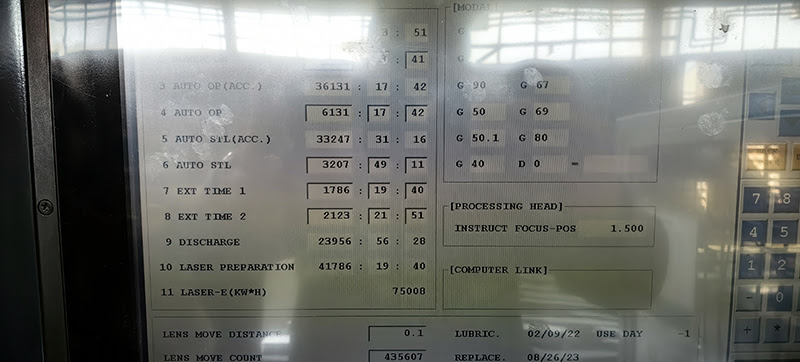 [MODAL]
3 : 51
G
41
3 AUTO OP(ACC.) 36131 : 17 : 42
G 90 G 67
4 AUTO OP 6131 : 17 : 42
G 50 G 69
5 AUTO STL(ACC.) 33247 : 31 : 16
G 50.1 G 80
6 AUTO STL 3207 : 49 : 11
G 40 D 0 =
7 EXT TIME 1 1786 : 19 : 40
8 EXT TIME 2 2123 : 21 : 51
[PROCESSING HEAD]
INSTRUCT FOCUS-POS 1.500
9 DISCHARGE 23956 : 56 : 28
10 LASER PREPARATION 41786 : 19 : 40
[COMPUTER LINK]
11 LASER-E(KW*H) 75008
LENS MOVE DISTANCE 0.1
LUBRIC. 02/09/22 USE DAY -1
LENS MOVE COUNT 435607
REPLACE. 08/26/23
7 8
4 5
1 2
- 0
+ *